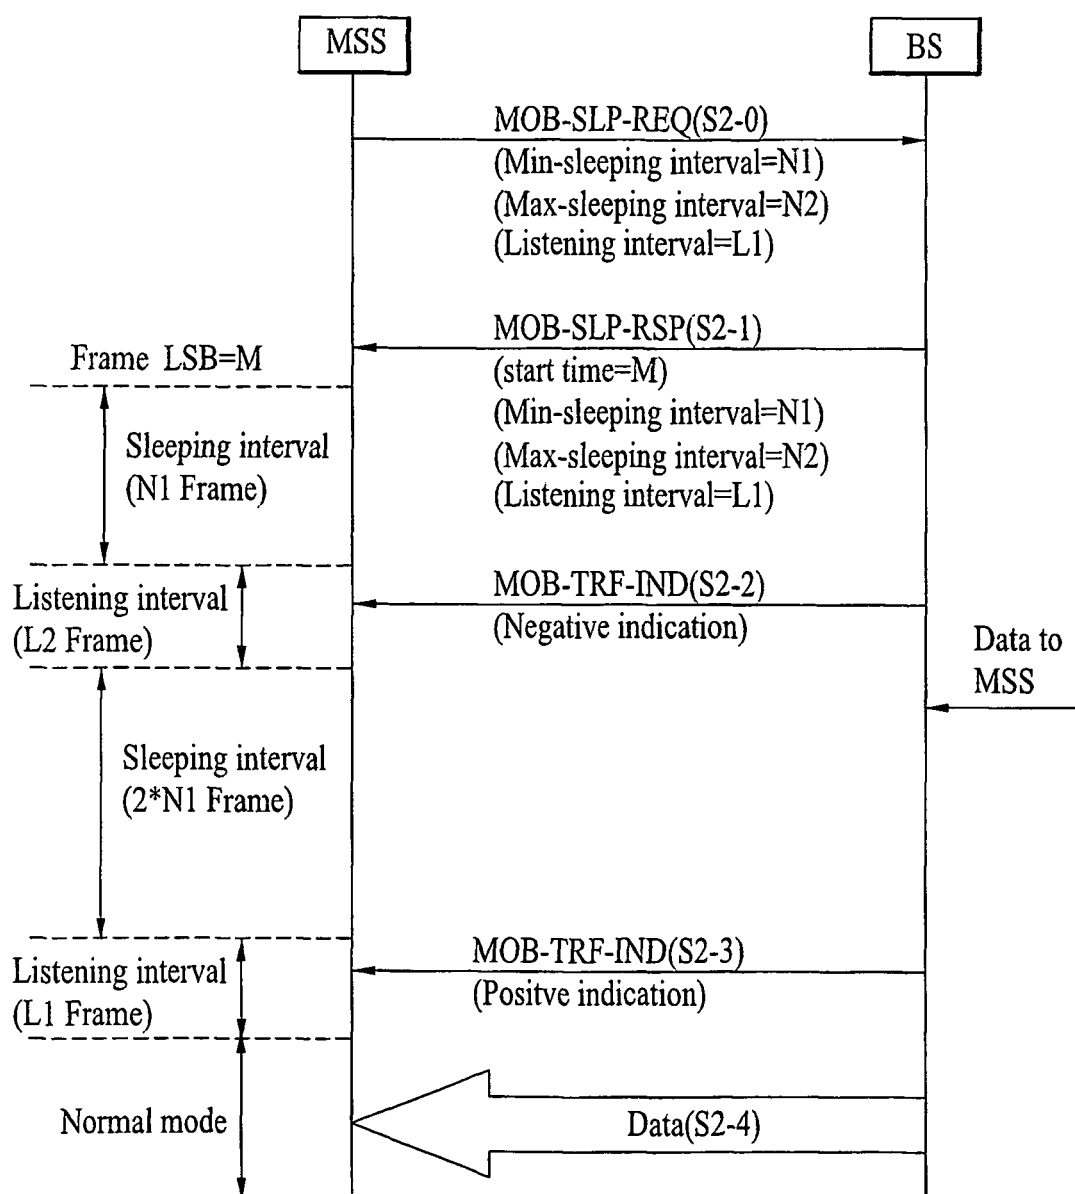 MSS
BS
MOB-SLP-REQ(S2-0)
(Min-sleeping interval=N1)
(Max-sleeping interval=N2)
(Listening interval=L1)
MOB-SLP-RSP(S2-1)
Frame LSB=M
(start time=M)
(Min-sleeping interval=N1)
(Max-sleeping interval=N2)
(Listening interval=L1)
Sleeping interval
(N1 Frame)
Listening interval
(L2 Frame)
MOB-TRF-IND(S2-2)
(Negative indication)
Data to
MSS
Sleeping interval
(2*N1 Frame)
Listening interval
(L1 Frame)
MOB-TRF-IND(S2-3)
(Positve indication)
Normal mode
Data(S2-4)